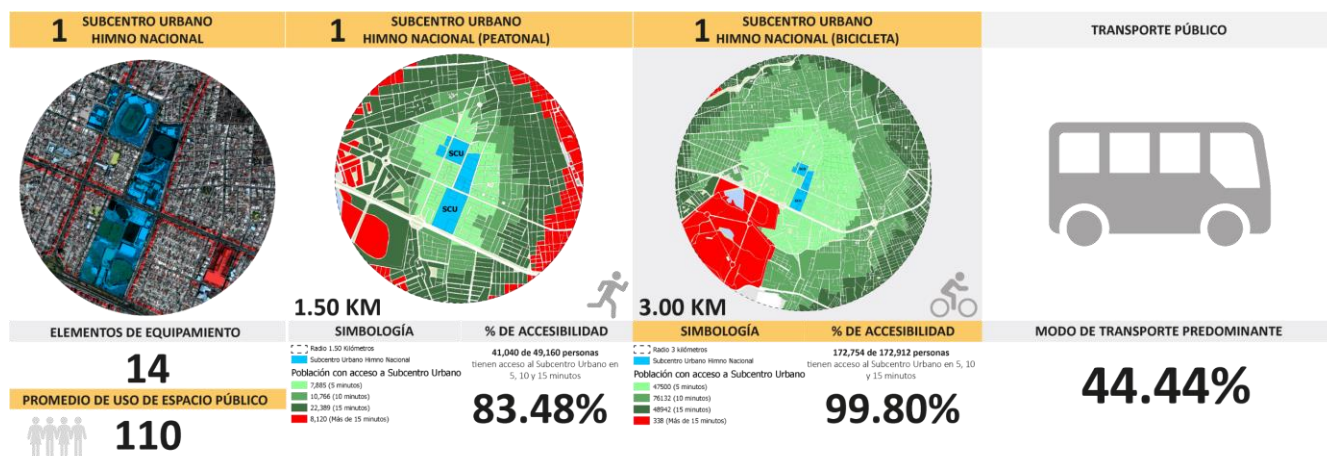 1
SUBCENTRO URBANO
HIMNO NACIONAL
1
SUBCENTRO URBANO
HIMNO NACIONAL (PEATONAL)
1
SUBCENTRO URBANO
HIMNO NACIONAL (BICICLETA)
TRANSPORTE PÚBLICO
SCU
SCU
1.50 KM
3.00 KM
ELEMENTOS DE EQUIPAMIENTO
14
PROMEDIO DE USO DE ESPACIO PÚBLICO
110
SIMBOLOGÍA
Radio 1.50 Kilómetros
Subcentro Urbano Himno Nacional
Población con acceso a Subcentro Urbano
7,885 (5 minutos)
10,766 (10 minutos)
22,389 (15 minutos)
8,120 (Más de 15 minutos)
% DE ACCESIBILIDAD
41,040 de 49,160 personas
tienen acceso al Subcentro Urbano en
5, 10 y 15 minutos
83.48%
SIMBOLOGÍA
Radio 3 kilómetros
Subcentro Urbano Himno Nacional
Población con acceso a Subcentro Urbano
47500 (5 minutos)
76132 (10 minutos)
48942 (15 minutos)
338 (Más de 15 minutos)
% DE ACCESIBILIDAD
172,754 de 172,912 personas
tienen acceso al Subcentro Urbano en 5, 10
y 15 minutos
99.80%
MODO DE TRANSPORTE PREDOMINANTE
44.44%